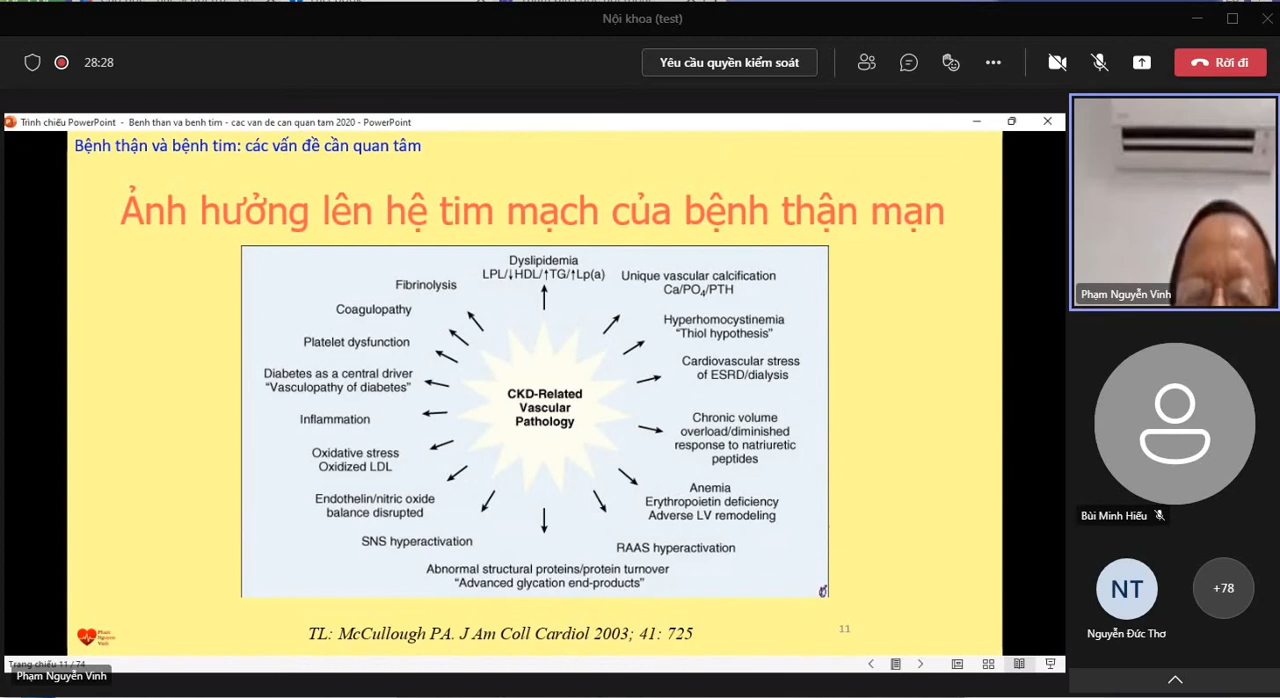 Nội khoa (test)
28:28
Yêu cầu quyền kiểm soát
Rời đi
Trình chiếu PowerPoint - Benh than va benh tim - cac van de can quan tam 2020 - PowerPoint
Bệnh thận và bệnh tim: các vấn đề cần quan tâm
Ảnh hưởng lên hệ tim mạch của bệnh thận mạn
Dyslipidemia
LPL/↓HDL/↑TG/↑Lp(a)
Unique vascular calcification
Ca/PO4/PTH
Hyperhomocystinemia
“Thiol hypothesis”
Cardiovascular stress
of ESRD/dialysis
Chronic volume
overload/diminished
response to natriuretic
peptides
Anemia
Erythropoietin deficiency
Adverse LV remodeling
RAAS hyperactivation
Abnormal structural proteins/protein turnover
“Advanced glycation end-products”
SNS hyperactivation
Endothelin/nitric oxide
balance disrupted
Oxidative stress
Oxidized LDL
Inflammation
Diabetes as a central driver
“Vasculopathy of diabetes”
Platelet dysfunction
Coagulopathy
Fibrinolysis
CKD-Related
Vascular
Pathology
Phạm Nguyễn Vinh
TL: McCullough PA. J Am Coll Cardiol 2003; 41: 725
11
Trang chiếu 11 / 74
Phạm Nguyễn Vinh
Phạm Nguyễn Vinh
Bùi Minh Hiếu
NT
+78
Nguyễn Đức Thơ